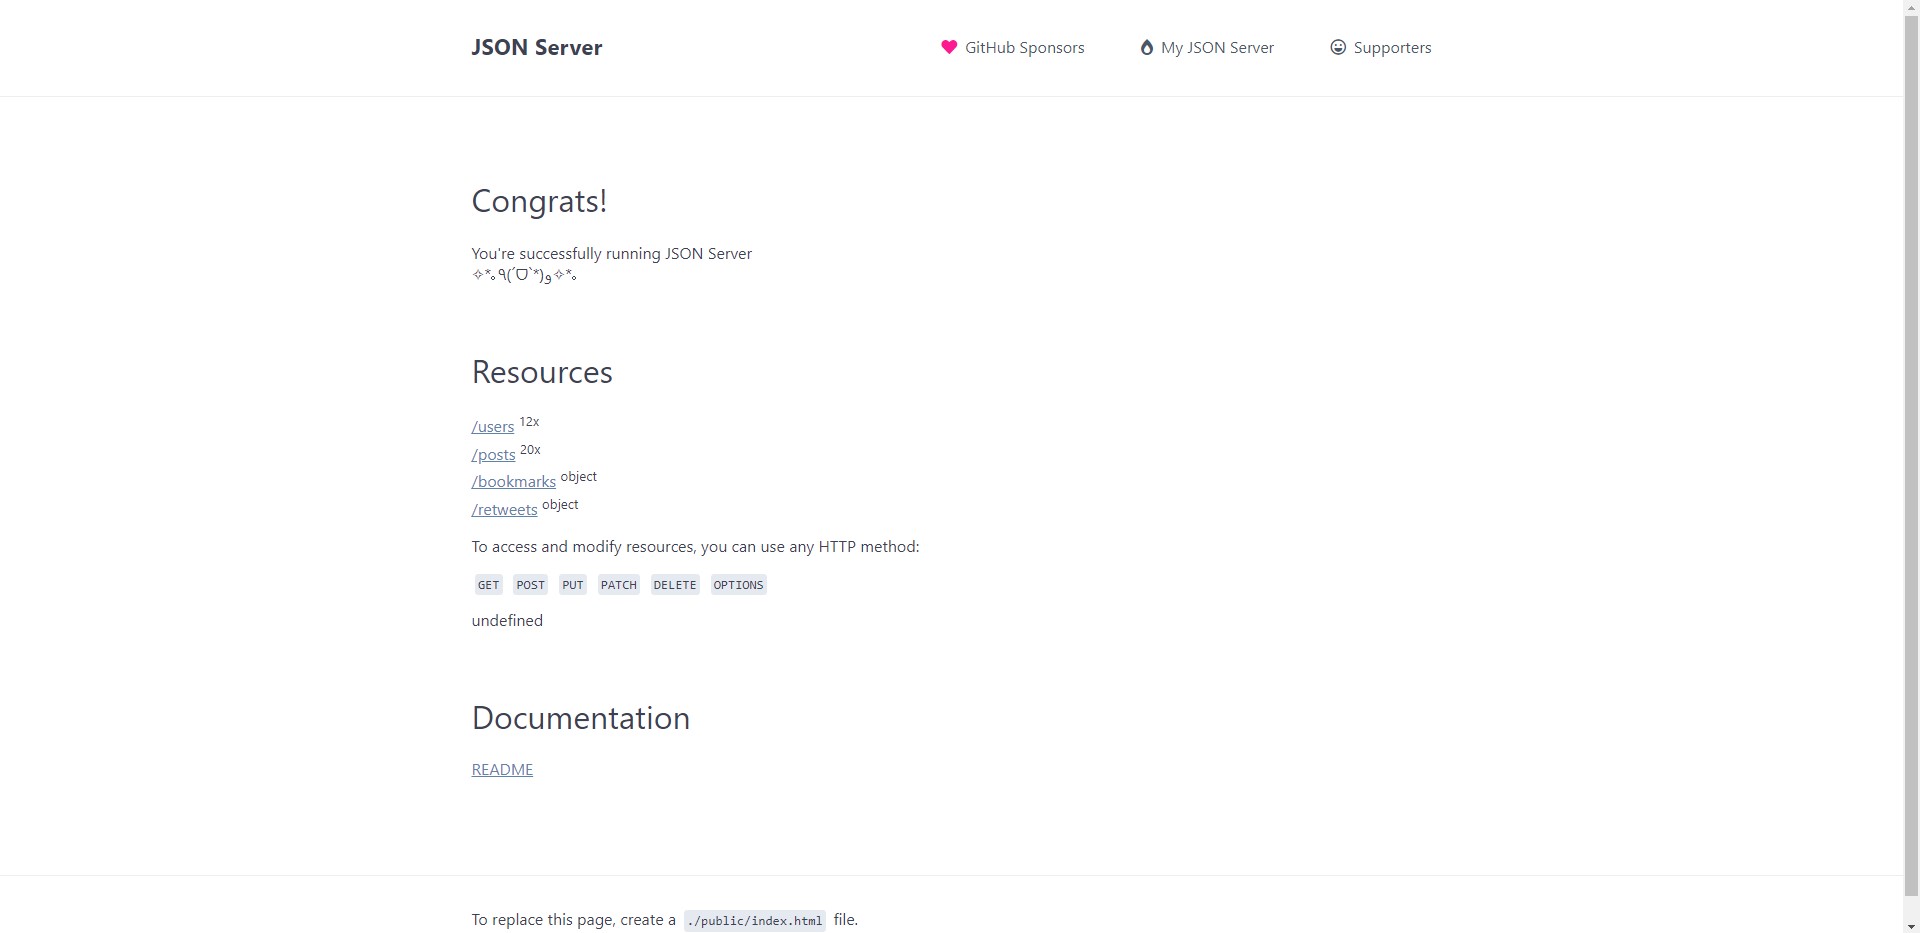 JSON Server
GitHub Sponsors
My JSON Server
Supporters
Congrats!
You're successfully running JSON Server
✧*｡٩(ˊᗜˋ*)و✧*｡
Resources
/users 12x
/posts 20x
/bookmarks object
/retweets object
To access and modify resources, you can use any HTTP method:
GET POST PUT PATCH DELETE OPTIONS
undefined
Documentation
README
To replace this page, create a ./public/index.html file.